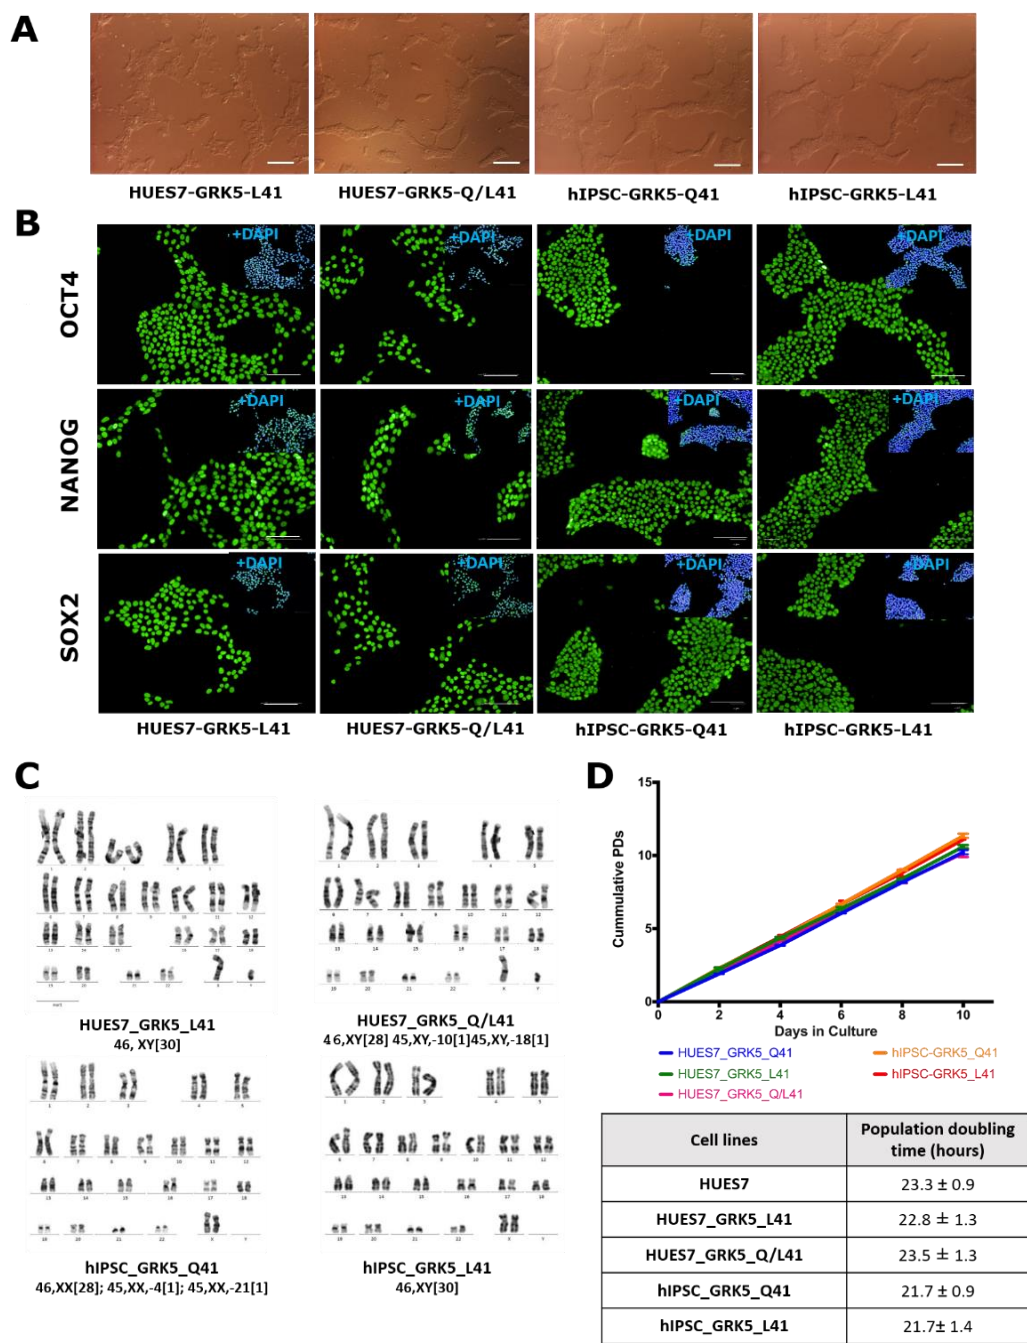 A
HUES7-GRK5-L41
HUES7-GRK5-Q/L41
hIPSC-GRK5-Q41
hIPSC-GRK5-L41
B
OCT4
+DAPI
+DAPI
+DAPI
+DAPI
NANOG
+DAPI
+DAPI
+DAPI
+DAPI
SOX2
+DAPI
+DAPI
+DAPI
+DAPI
HUES7-GRK5-L41
HUES7-GRK5-Q/L41
hIPSC-GRK5-Q41
hIPSC-GRK5-L41
C
HUES7_GRK5_L41
46, XY[30]
HUES7_GRK5_Q/L41
46,XY[28] 45,XY,-10[1]45,XY,-18[1]
hIPSC_GRK5_Q41
46,XX[28]; 45,XX,-4[1]; 45,XX,-21[1]
hIPSC_GRK5_L41
46,XY[30]
D
Cummulative PDs
15
10
5
0
0 2 4 6 8 10
Days in Culture
HUES7_GRK5_Q41
HUES7_GRK5_L41
HUES7_GRK5_Q/L41
hIPSC-GRK5_Q41
hIPSC-GRK5_L41
Cell lines
Population doubling
time (hours)
HUES7
23.3 ± 0.9
HUES7_GRK5_L41
22.8 ± 1.3
HUES7_GRK5_Q/L41
23.5 ± 1.3
hIPSC_GRK5_Q41
21.7 ± 0.9
hIPSC_GRK5_L41
21.7± 1.4